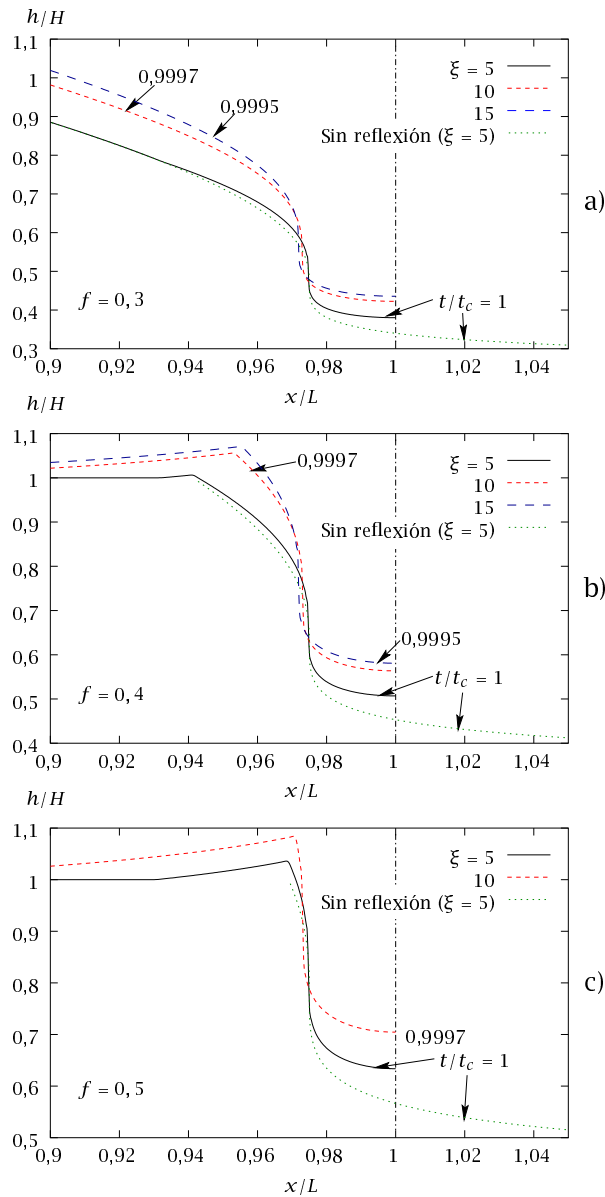 h/H
1,1
1
0,9
0,8
0,7
0,6
0,5
0,4
0,3
0,9997
0,9995
ξ = 5
10
15
Sin reflexión (ξ = 5)
a)
f = 0, 3
t/t_c = 1
0,9 0,92 0,94 0,96 0,98 1 1,02 1,04
x/L
h/H
1,1
1
0,9
0,8
0,7
0,6
0,5
0,4
0,9997
ξ = 5
10
15
Sin reflexión (ξ = 5)
b)
0,9995
t/t_c = 1
f = 0, 4
0,9 0,92 0,94 0,96 0,98 1 1,02 1,04
x/L
h/H
1,1
1
0,9
0,8
0,7
0,6
0,5
ξ = 5
10
Sin reflexión (ξ = 5)
c)
0,9997
t/t_c = 1
f = 0, 5
0,9 0,92 0,94 0,96 0,98 1 1,02 1,04
x/L